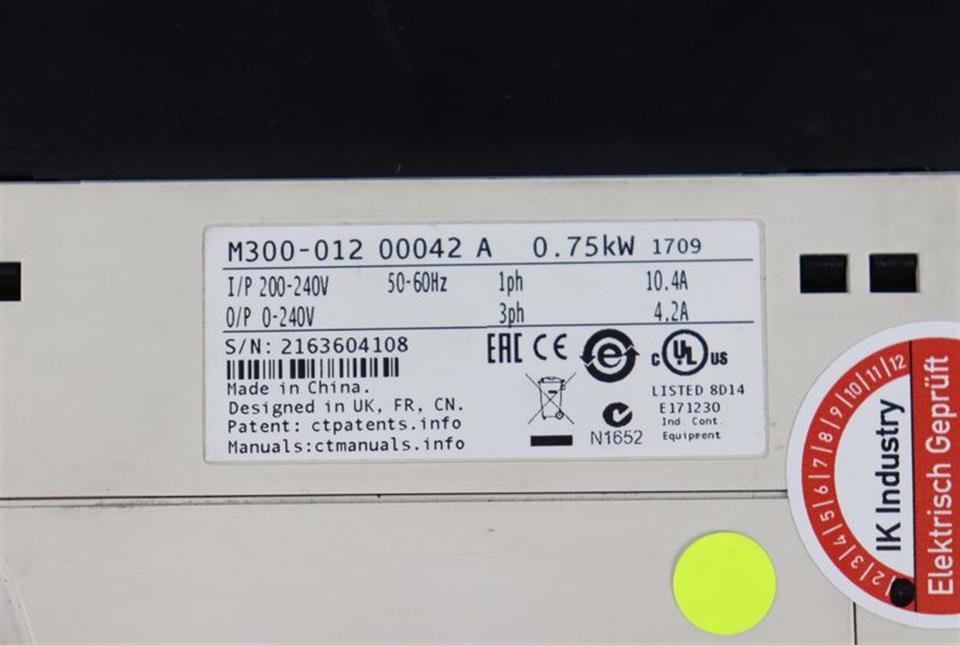 M300-012 00042 A 0.75kW 1709
I/P 200-240V 50-60Hz 1ph 10.4A
O/P 0-240V 3ph 4.2A
S/N: 2163604108
Made in China.
Designed in UK, FR, CN.
Patent: ctpatents.info
Manuals:ctmanuals.info
EAC CE e c UL us
LISTED 8D14
E171230
Ind. Cont.
Equipment
N1652
1|2|3|4|5|6|7|8|9|10|11|12
IK Industry
Elektrisch Geprüft